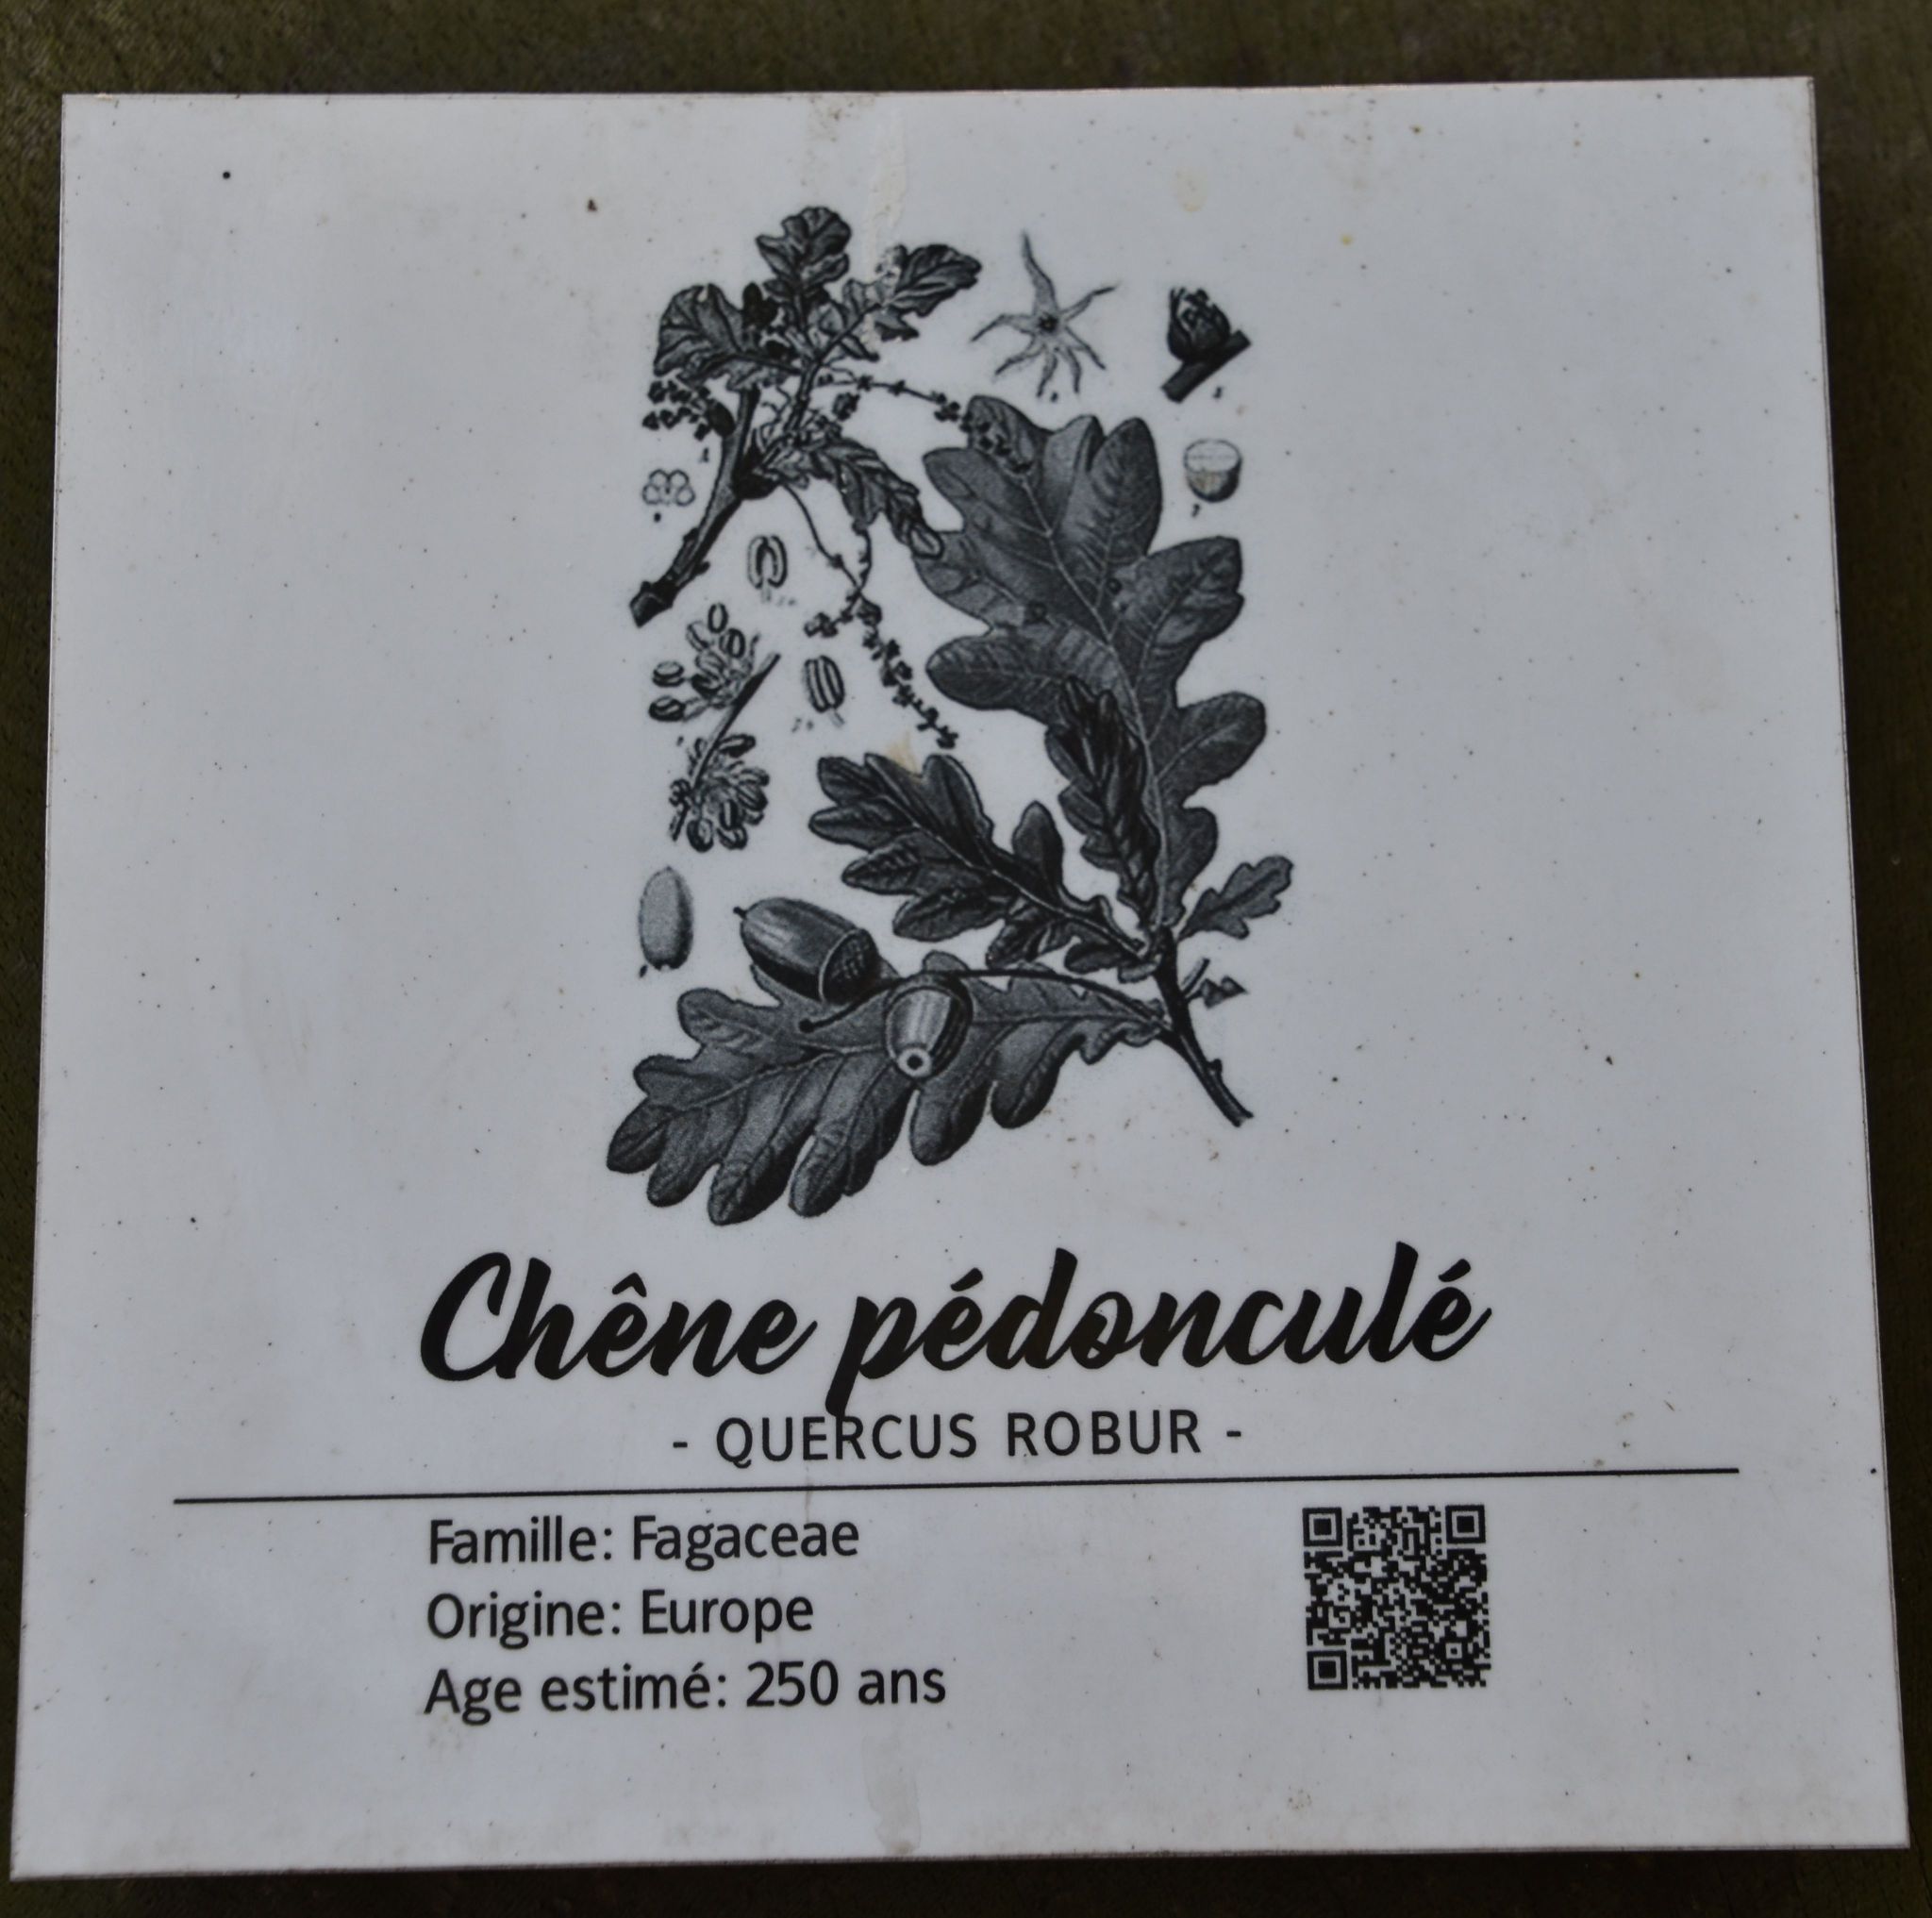 Chêne pédonculé
- QUERCUS ROBUR -
Famille: Fagaceae
Origine: Europe
Age estimé: 250 ans